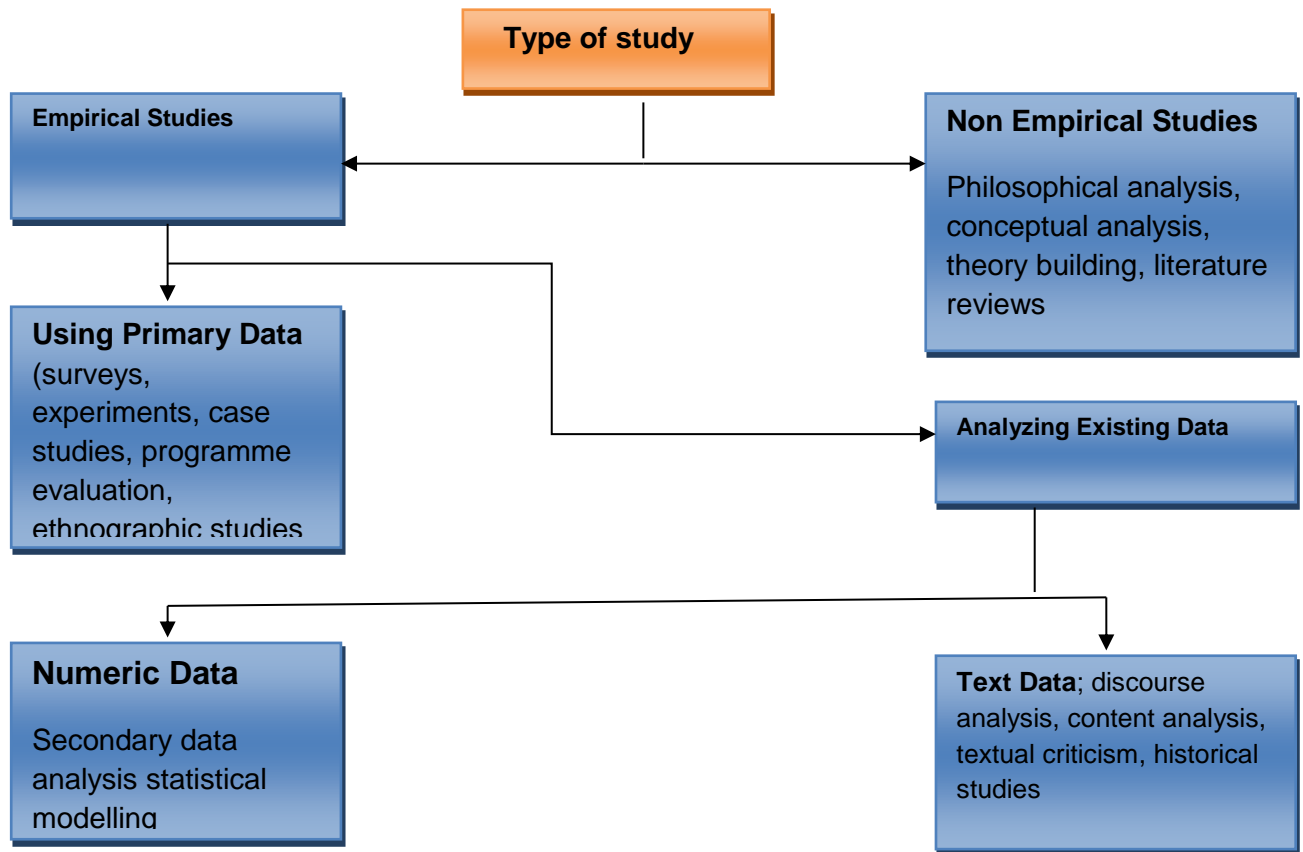 Type of study
Empirical Studies
Non Empirical Studies
Philosophical analysis,
conceptual analysis,
theory building, literature
reviews
Using Primary Data
(surveys,
experiments, case
studies, programme
evaluation,
ethnographic studies
Analyzing Existing Data
Numeric Data
Secondary data
analysis statistical
modelling
Text Data; discourse
analysis, content analysis,
textual criticism, historical
studies